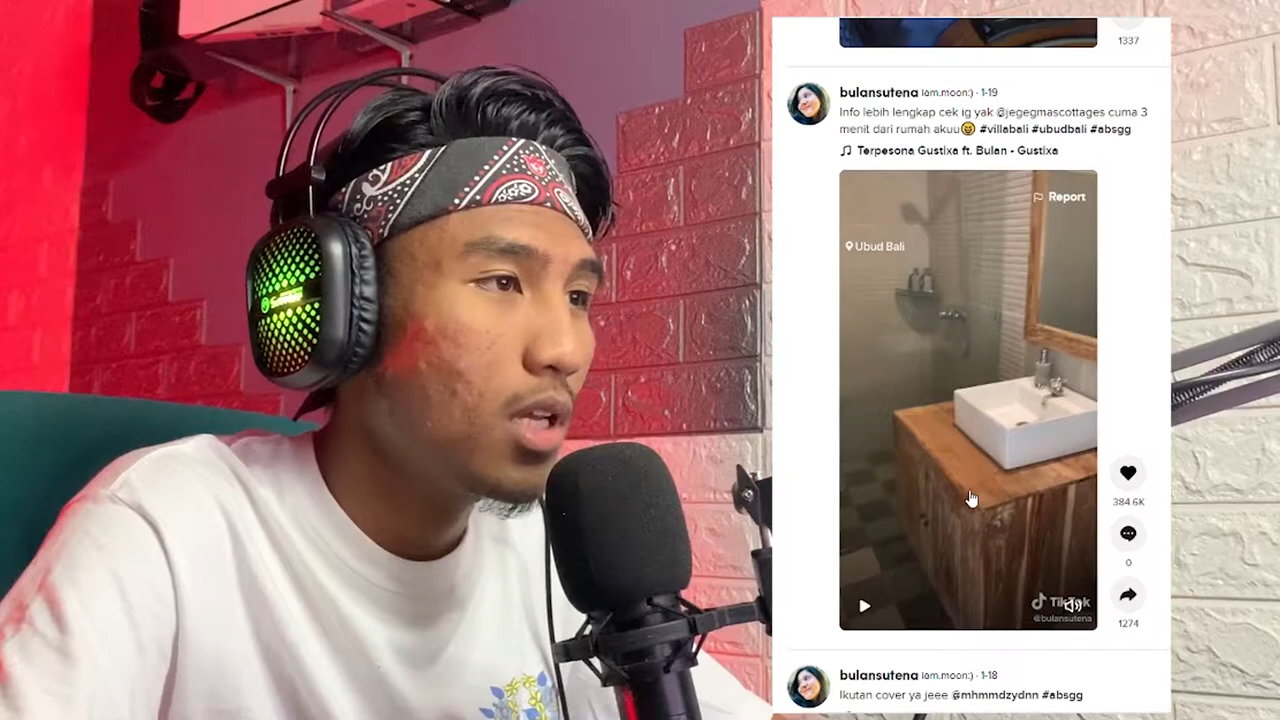 1337
bulansutena iam.moon:) · 1-19
Info lebih lengkap cek ig yak @jegegmascottages cuma 3
menit dari rumah akuu😆 #villabali #ubudbali #absgg
Terpesona Gustixa ft. Bulan - Gustixa
Report
Ubud Bali
384.6K
0
TikTok
@bulansutena
1274
bulansutena iam.moon:) · 1-18
Ikutan cover ya jeee @mhmmdzydnn #absgg